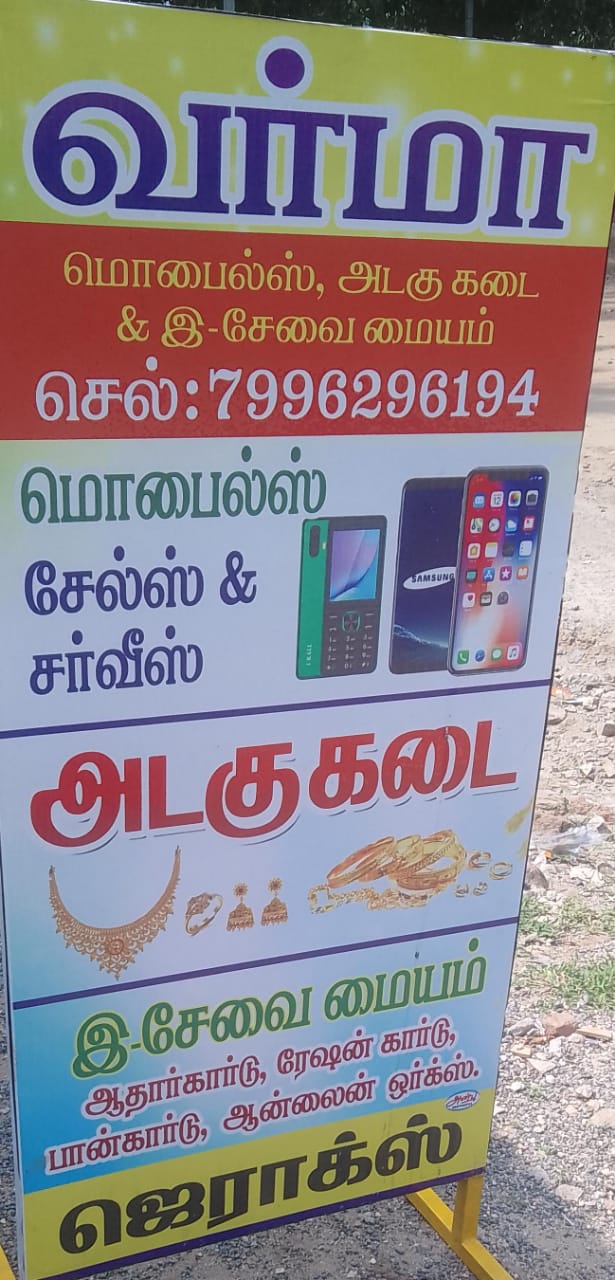 வர்மா
மொபைல்ஸ், அடகு கடை
& இ-சேவை மையம்
செல்:7996296194
மொபைல்ஸ்
சேல்ஸ் &
சர்வீஸ்
SAMSUNG
அடகுகடை
இ-சேவை மையம்
ஆதார்கார்டு, ரேஷன் கார்டு,
பான்கார்டு, ஆன்லைன் ஒர்க்ஸ்.
ஜெராக்ஸ்